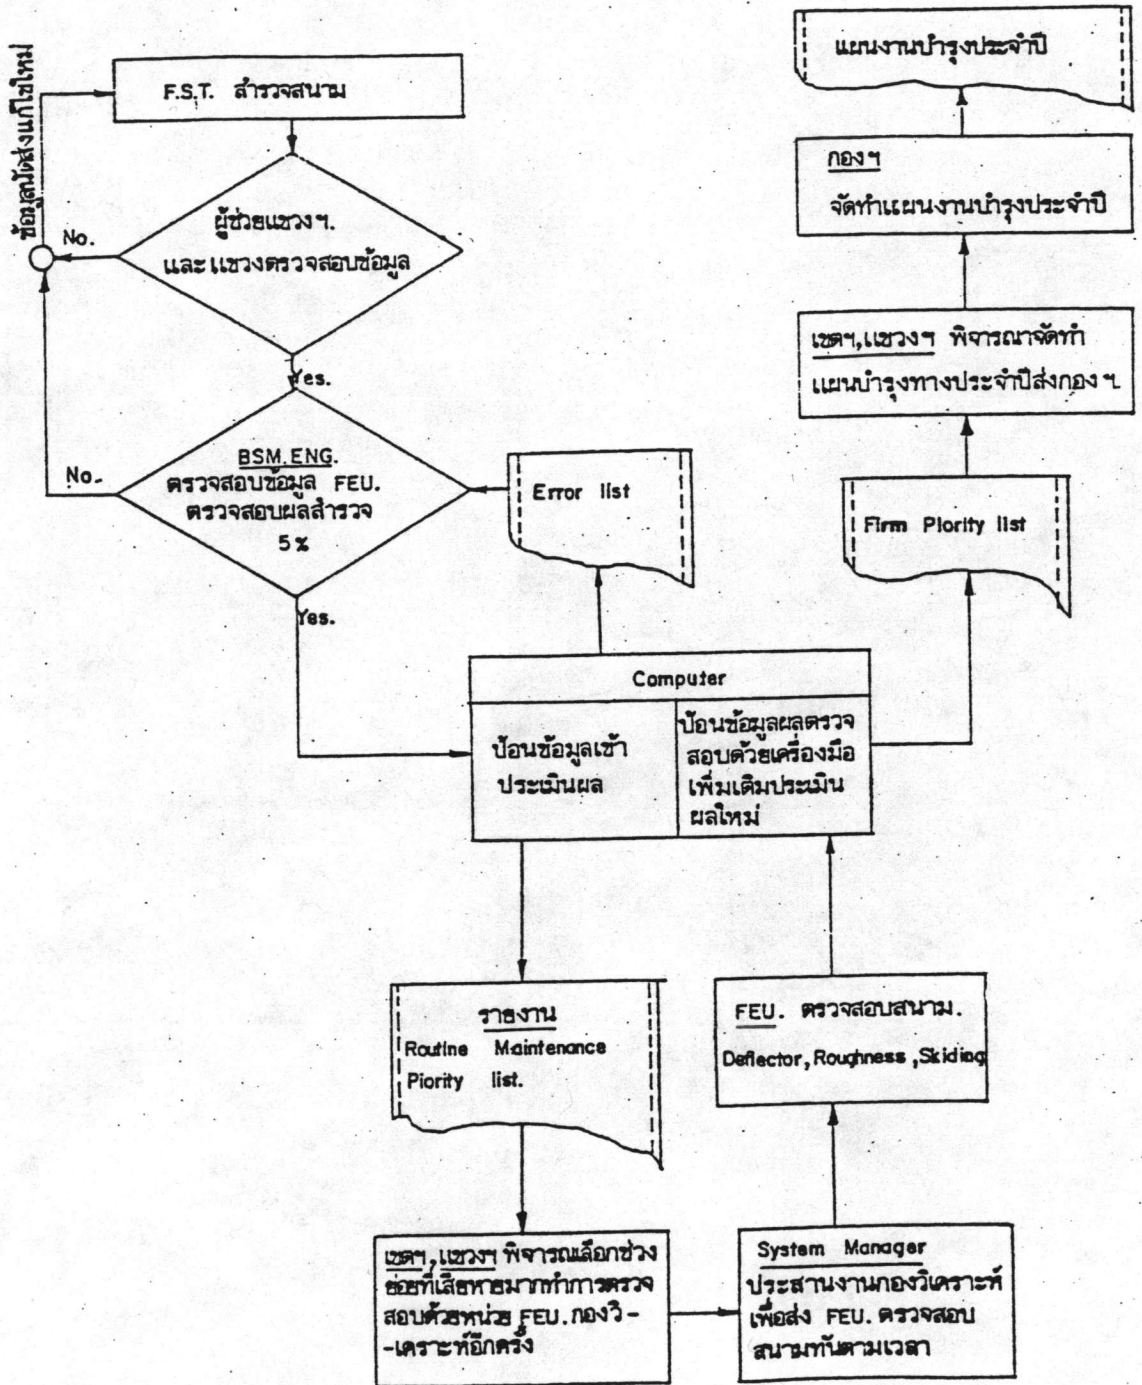 ข้อมูลผิดส่งแก้ไขใหม่
F.S.T. สำรวจสนาม
ผู้ช่วยแขวงฯ.
และแขวงตรวจสอบข้อมูล
No.
Yes.
BSM.ENG.
ตรวจสอบข้อมูล FEU.
ตรวจสอบผลสำรวจ
5%
No.
Yes.
Error list
Computer
ป้อนข้อมูลเข้า
ประเมินผล
ป้อนข้อมูลผลตรวจ
สอบด้วยเครื่องมือ
เพิ่มเติมประเมิน
ผลใหม่
รายงาน
Routine Maintenance
Piority list.
เขตฯ,แขวงฯ พิจารณเลือกช่วง
ย่อยที่เสียหายมากทำการตรวจ
สอบด้วยหน่วย FEU.กองวิ-
-เคราะห์อีกครั้ง
System Manager
ประสานงานกองวิเคราะห์
เพื่อส่ง FEU. ตรวจสอบ
สนามทันตามเวลา
FEU. ตรวจสอบสนาม.
Deflector,Roughness,Skiding
Firm Piority list
เขตฯ,แขวงฯ พิจารณาจัดทำ
แผนบำรุงทางประจำปีส่งกองฯ.
กองฯ
จัดทำแผนงานบำรุงประจำปี
แผนงานบำรุงประจำปี